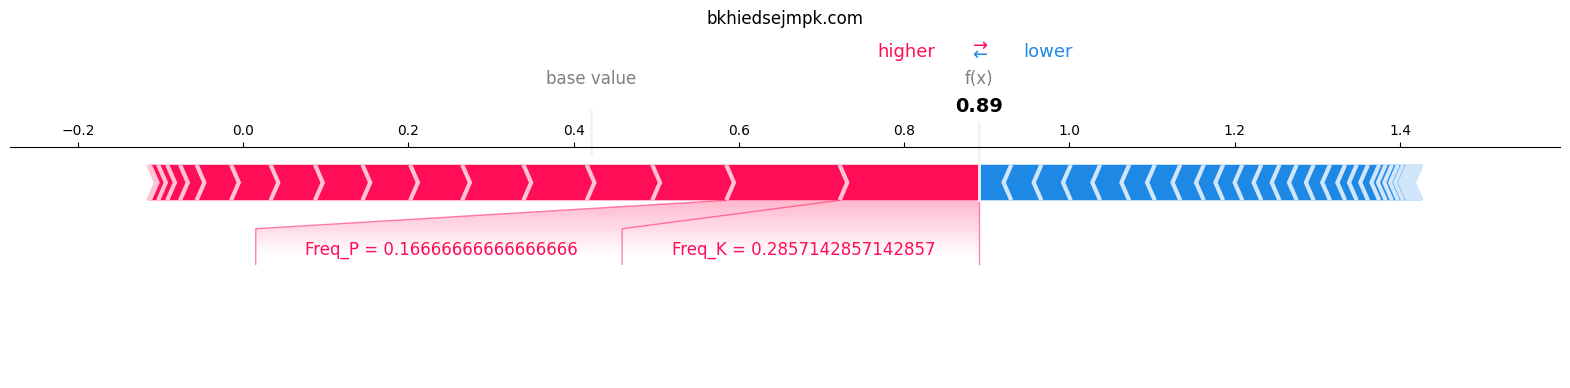 bkhiedsejmpk.com
higher → ← lower
base value f(x)
0.89
−0.2 0.0 0.2 0.4 0.6 0.8 1.0 1.2 1.4
Freq_P = 0.16666666666666666 Freq_K = 0.2857142857142857